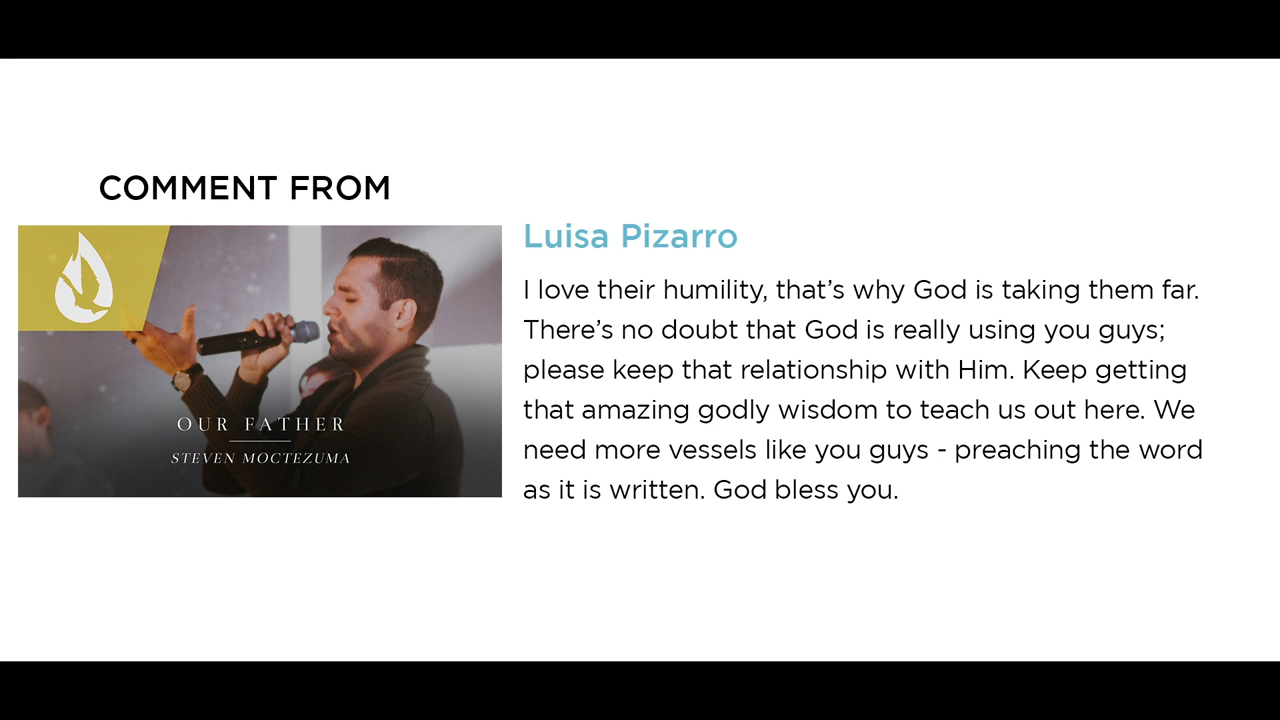 COMMENT FROM
OUR FATHER
STEVEN MOCTEZUMA
Luisa Pizarro
I love their humility, that’s why God is taking them far.
There’s no doubt that God is really using you guys;
please keep that relationship with Him. Keep getting
that amazing godly wisdom to teach us out here. We
need more vessels like you guys - preaching the word
as it is written. God bless you.